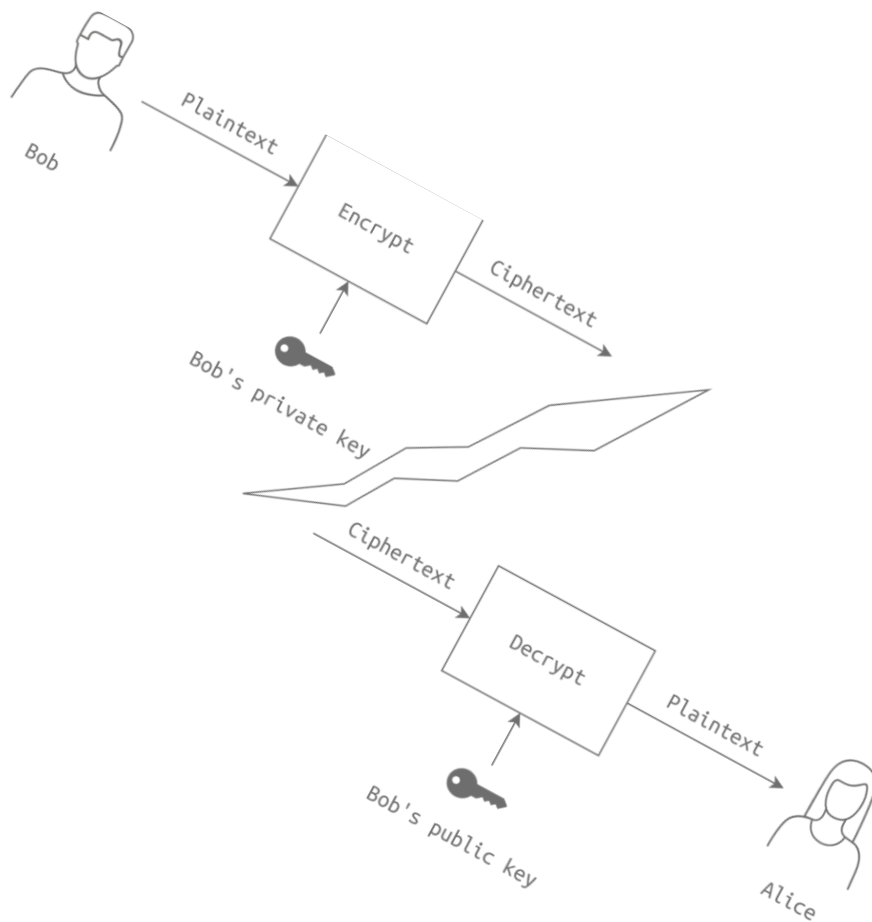 Bob
Plaintext
Encrypt
Ciphertext
Bob's private key
Ciphertext
Decrypt
Plaintext
Bob's public key
Alice